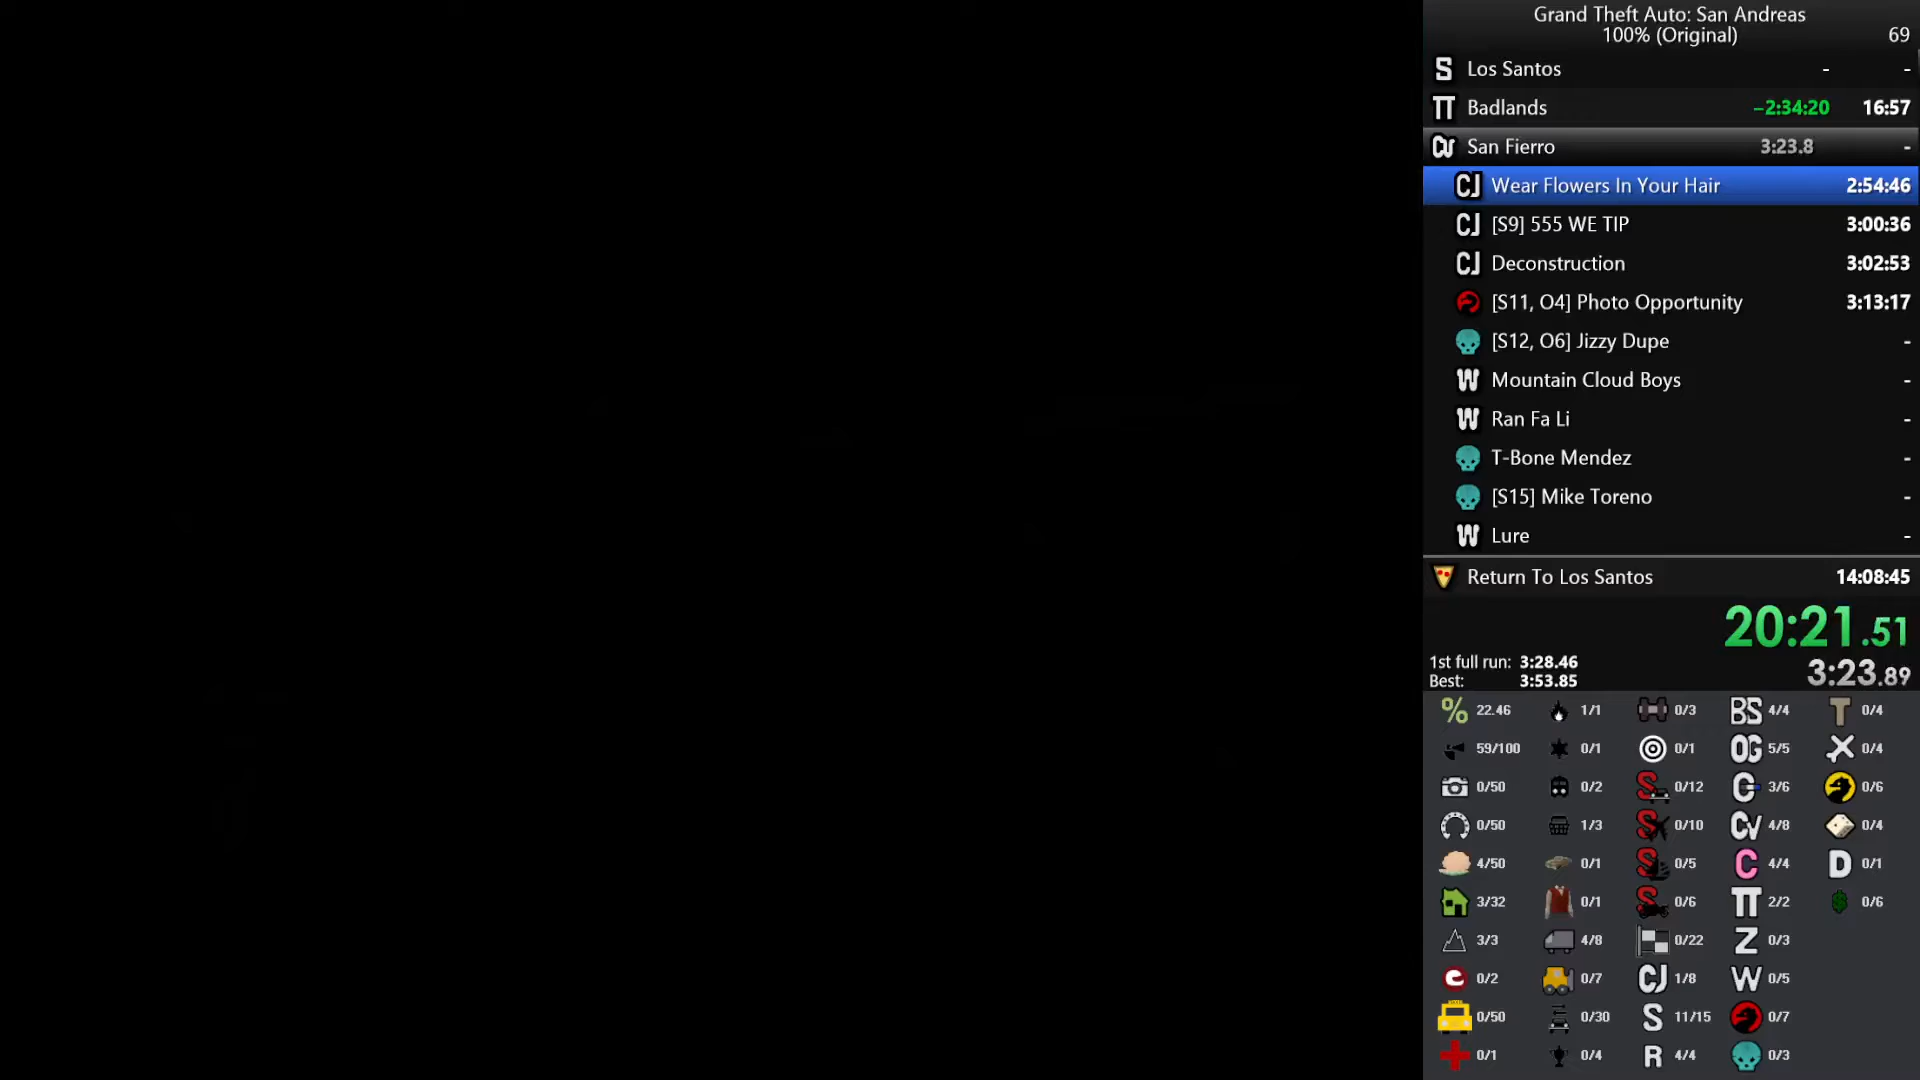 Grand Theft Auto: San Andreas
100% (Original) 69
Los Santos - -
Badlands −2:34:20 16:57
San Fierro 3:23.8 -
CJ Wear Flowers In Your Hair 2:54:46
CJ [S9] 555 WE TIP 3:00:36
CJ Deconstruction 3:02:53
[S11, O4] Photo Opportunity 3:13:17
[S12, O6] Jizzy Dupe -
W Mountain Cloud Boys -
W Ran Fa Li -
T-Bone Mendez -
[S15] Mike Toreno -
W Lure -
Return To Los Santos 14:08:45
20:21.51
1st full run: 3:28.46
Best: 3:53.85
3:23.89
% 22.46 1/1 0/3 BS 4/4 T 0/4
59/100 0/1 0/1 OG 5/5 0/4
0/50 0/2 S 0/12 C 3/6 0/6
0/50 1/3 S 0/10 CV 4/8 0/4
4/50 0/1 S 0/5 C 4/4 D 0/1
3/32 0/1 S 0/6 2/2 $ 0/6
3/3 4/8 0/22 Z 0/3
0/2 0/7 CJ 1/8 W 0/5
0/50 0/30 S 11/15 0/7
0/1 0/4 R 4/4 0/3